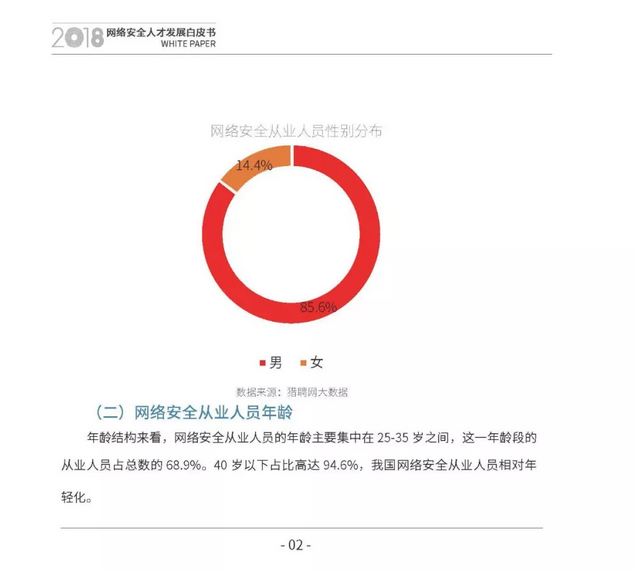 2018 网络安全人才发展白皮书
WHITE PAPER
网络安全从业人员性别分布
14.4%
85.6%
男 女
数据来源：猎聘网大数据
（二）网络安全从业人员年龄
年龄结构来看，网络安全从业人员的年龄主要集中在 25-35 岁之间，这一年龄段的
从业人员占总数的 68.9%。40 岁以下占比高达 94.6%，我国网络安全从业人员相对年
轻化。
- 02 -